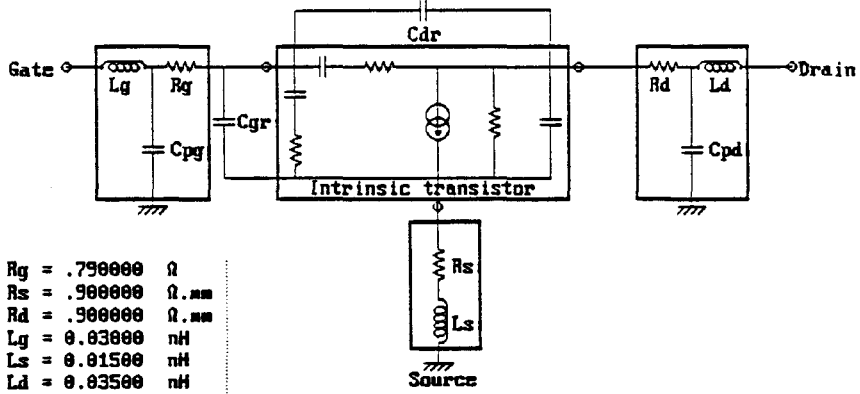 Cdr
Gate
Lg
Rg
Cgr
Cpg
Intrinsic transistor
Rd
Ld
Drain
Cpd
Rs
Ls
Source
Rg = .790000 Ω
Rs = .900000 Ω.mm
Rd = .900000 Ω.mm
Lg = 0.03000 nH
Ls = 0.01500 nH
Ld = 0.03500 nH